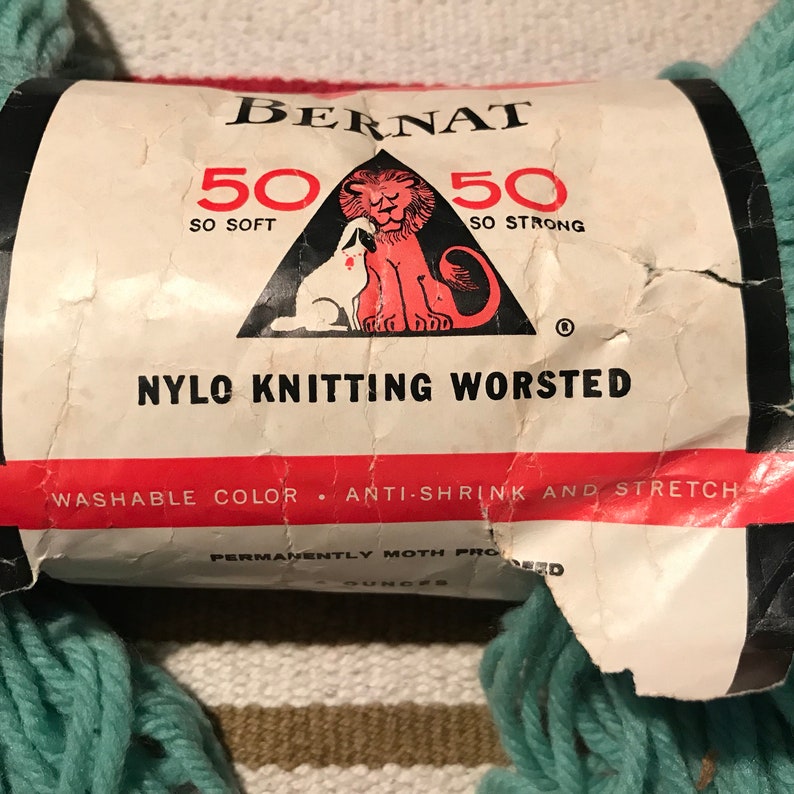 BERNAT
50 50
SO SOFT SO STRONG
®
NYLO KNITTING WORSTED
WASHABLE COLOR • ANTI-SHRINK AND STRETCH
PERMANENTLY MOTH PROOFED
OUNCES